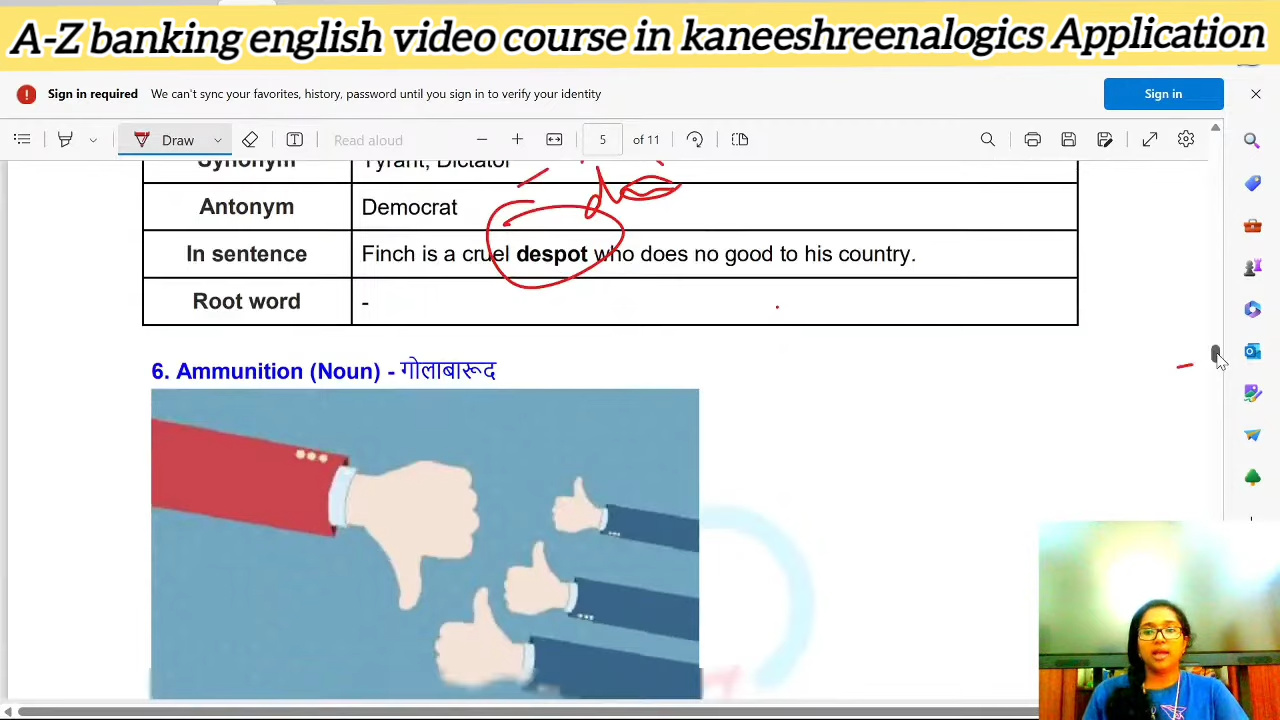 A-Z banking english video course in kaneeshreenalogics Application
Sign in required We can't sync your favorites, history, password until you sign in to verify your identity
Sign in
Draw
Read aloud
5 of 11
Synonym Tyrant, Dictator
Antonym Democrat
In sentence Finch is a cruel despot who does no good to his country.
Root word -
6. Ammunition (Noun) - गोलाबारूद